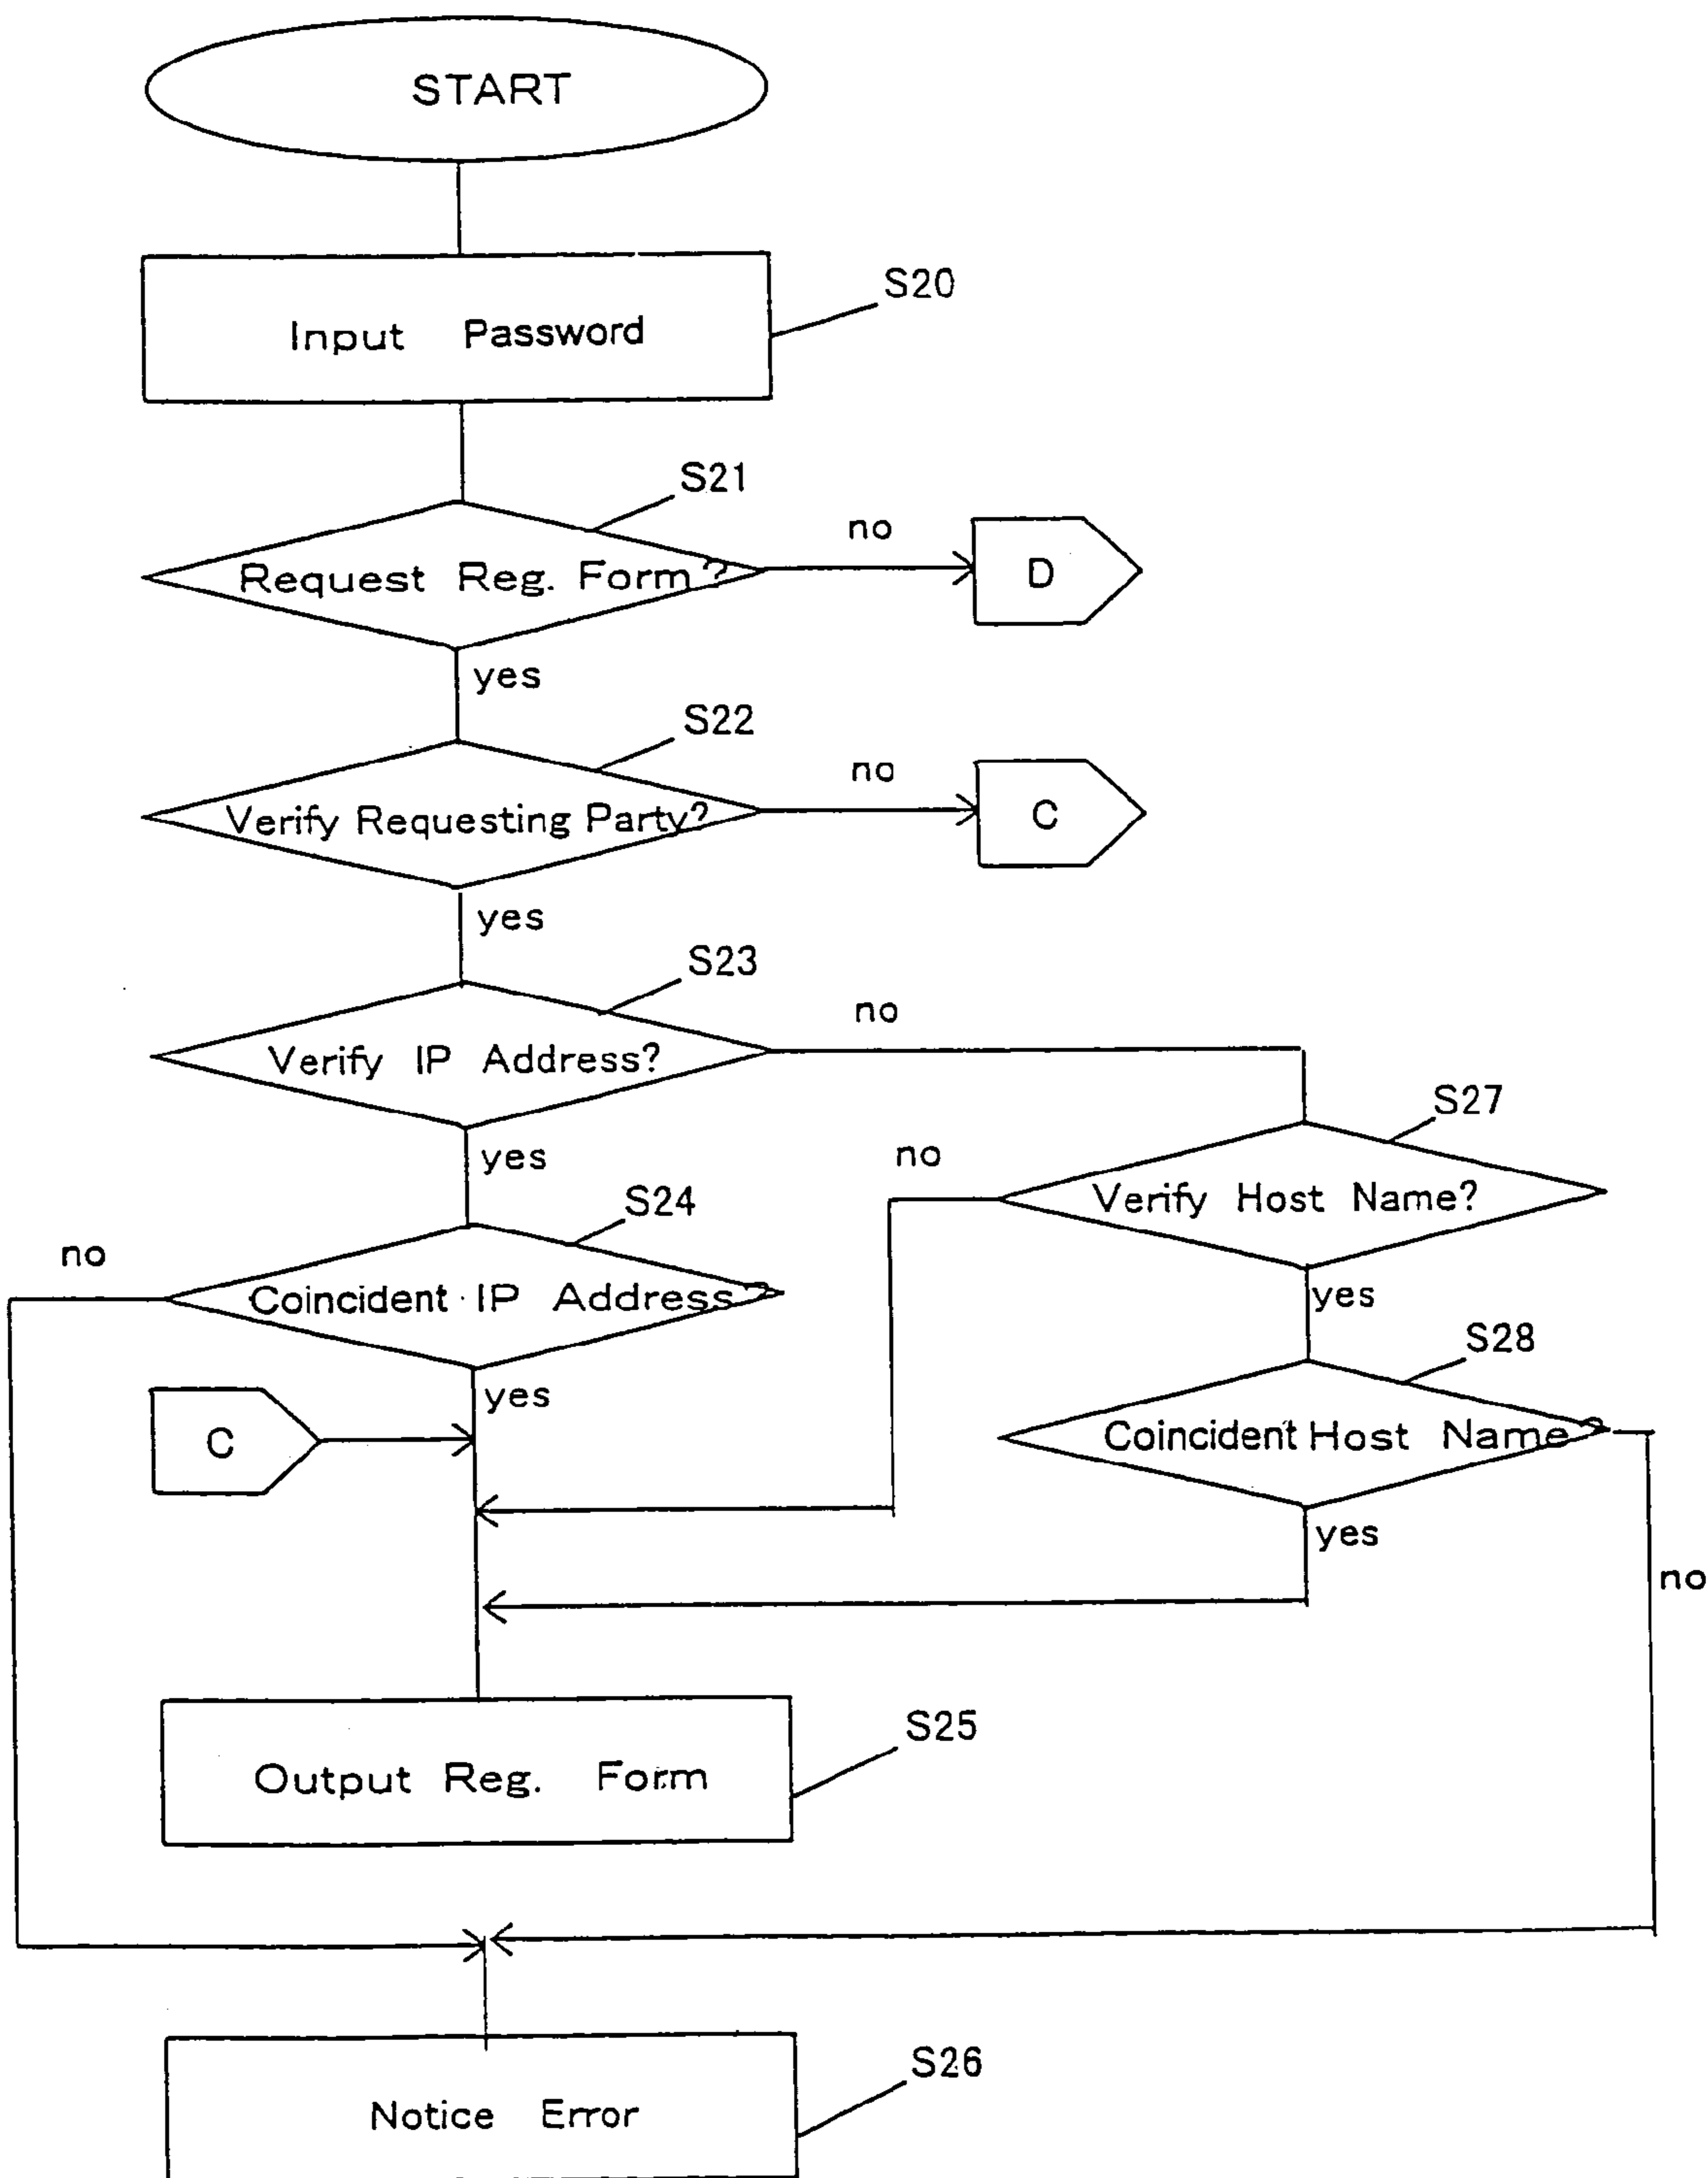 START
Input Password
S20
S21
Request Reg. Form?
no
D
yes
S22
Verify Requesting Party?
no
C
yes
S23
Verify IP Address?
no
yes
S27
Verify Host Name?
no
yes
S24
Coincident IP Address?
no
yes
S28
Coincident Host Name?
yes
no
C
Output Reg. Form
S25
Notice Error
S26